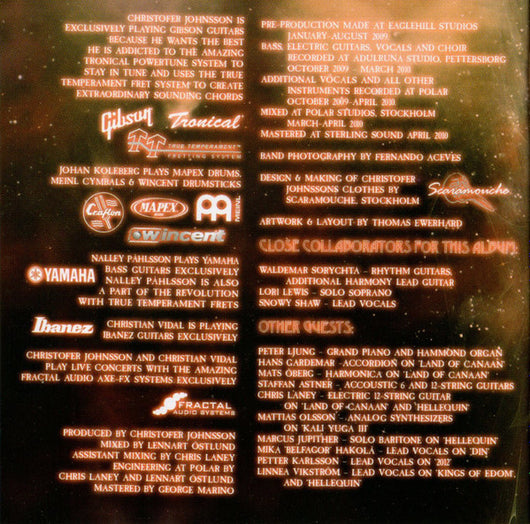 CHRISTOFER JOHNSSON IS
EXCLUSIVELY PLAYING GIBSON GUITARS
BECAUSE HE WANTS THE BEST
HE IS ADDICTED TO THE AMAZING
TRONICAL POWERTUNE SYSTEM TO
STAY IN TUNE AND USES THE TRUE
TEMPERAMENT FRET SYSTEM TO CREATE
EXTRAORDINARY SOUNDING CHORDS
Gibson Tronical
TT TRUE TEMPERAMENT
FRETTING SYSTEM
JOHAN KOLEBERG PLAYS MAPEX DRUMS,
MEINL CYMBALS & WINCENT DRUMSTICKS
Crafton MAPEX MEINL
wincent
NALLEY PÅHLSSON PLAYS YAMAHA
BASS GUITARS EXCLUSIVELY
NALLEY PÅHLSSON IS ALSO
A PART OF THE REVOLUTION
WITH TRUE TEMPERAMENT FRETS
YAMAHA
Ibanez
CHRISTIAN VIDAL IS PLAYING
IBANEZ GUITARS EXCLUSIVELY
CHRISTOFER JOHNSSON AND CHRISTIAN VIDAL
PLAY LIVE CONCERTS WITH THE AMAZING
FRACTAL AUDIO AXE-FX SYSTEMS EXCLUSIVELY
FRACTAL
AUDIO SYSTEMS
PRODUCED BY CHRISTOFER JOHNSSON
MIXED BY LENNART ÖSTLUND
ASSISTANT MIXING BY CHRIS LANEY
ENGINEERING AT POLAR BY
CHRIS LANEY AND LENNART ÖSTLUND
MASTERED BY GEORGE MARINO
PRE-PRODUCTION MADE AT EAGLEHILL STUDIOS
JANUARY-AUGUST 2009
BASS, ELECTRIC GUITARS, VOCALS AND CHOIR
RECORDED AT ADULRUNA STUDIO, PETTERSBORG
OCTOBER 2009 - MARCH 2010
ADDITIONAL VOCALS AND ALL OTHER
INSTRUMENTS RECORDED AT POLAR
OCTOBER 2009-APRIL 2010
MIXED AT POLAR STUDIOS, STOCKHOLM
MARCH-APRIL 2010
MASTERED AT STERLING SOUND APRIL 2010
BAND PHOTOGRAPHY BY FERNANDO ACEVES
DESIGN & MAKING OF CHRISTOFER
JOHNSSONS CLOTHES BY
SCARAMOUCHE, STOCKHOLM
Scaramouche
ARTWORK & LAYOUT BY THOMAS EWERHARD
CLOSE COLLABORATORS FOR THIS ALBUM:
WALDEMAR SORYCHTA - RHYTHM GUITARS,
ADDITIONAL HARMONY LEAD GUITAR
LORI LEWIS - SOLO SOPRANO
SNOWY SHAW - LEAD VOCALS
OTHER GUESTS:
PETER LJUNG - GRAND PIANO AND HAMMOND ORGAN
HANS GARDEMAR -ACCORDION ON 'LAND OF CANAAN'
MATS ÖBERG - HARMONICA ON 'LAND OF CANAAN'
STAFFAN ASTNER - ACCOUSTIC 6 AND 12-STRING GUITARS
CHRIS LANEY - ELECTRIC 12-STRING GUITAR
ON 'LAND OF CANAAN' AND 'HELLEQUIN'
MATTIAS OLSSON - ANALOG SYNTHESIZERS
ON 'KALI YUGA III'
MARCUS JUPITHER - SOLO BARITONE ON 'HELLEQUIN'
MIKA 'BELFAGOR' HAKOLA - LEAD VOCALS ON 'DIN'
PETTER KARLSSON - LEAD VOCALS ON '2012'
LINNEA VIKSTRÖM - LEAD VOCALS ON 'KINGS OF EDOM',
AND 'HELLEQUIN'